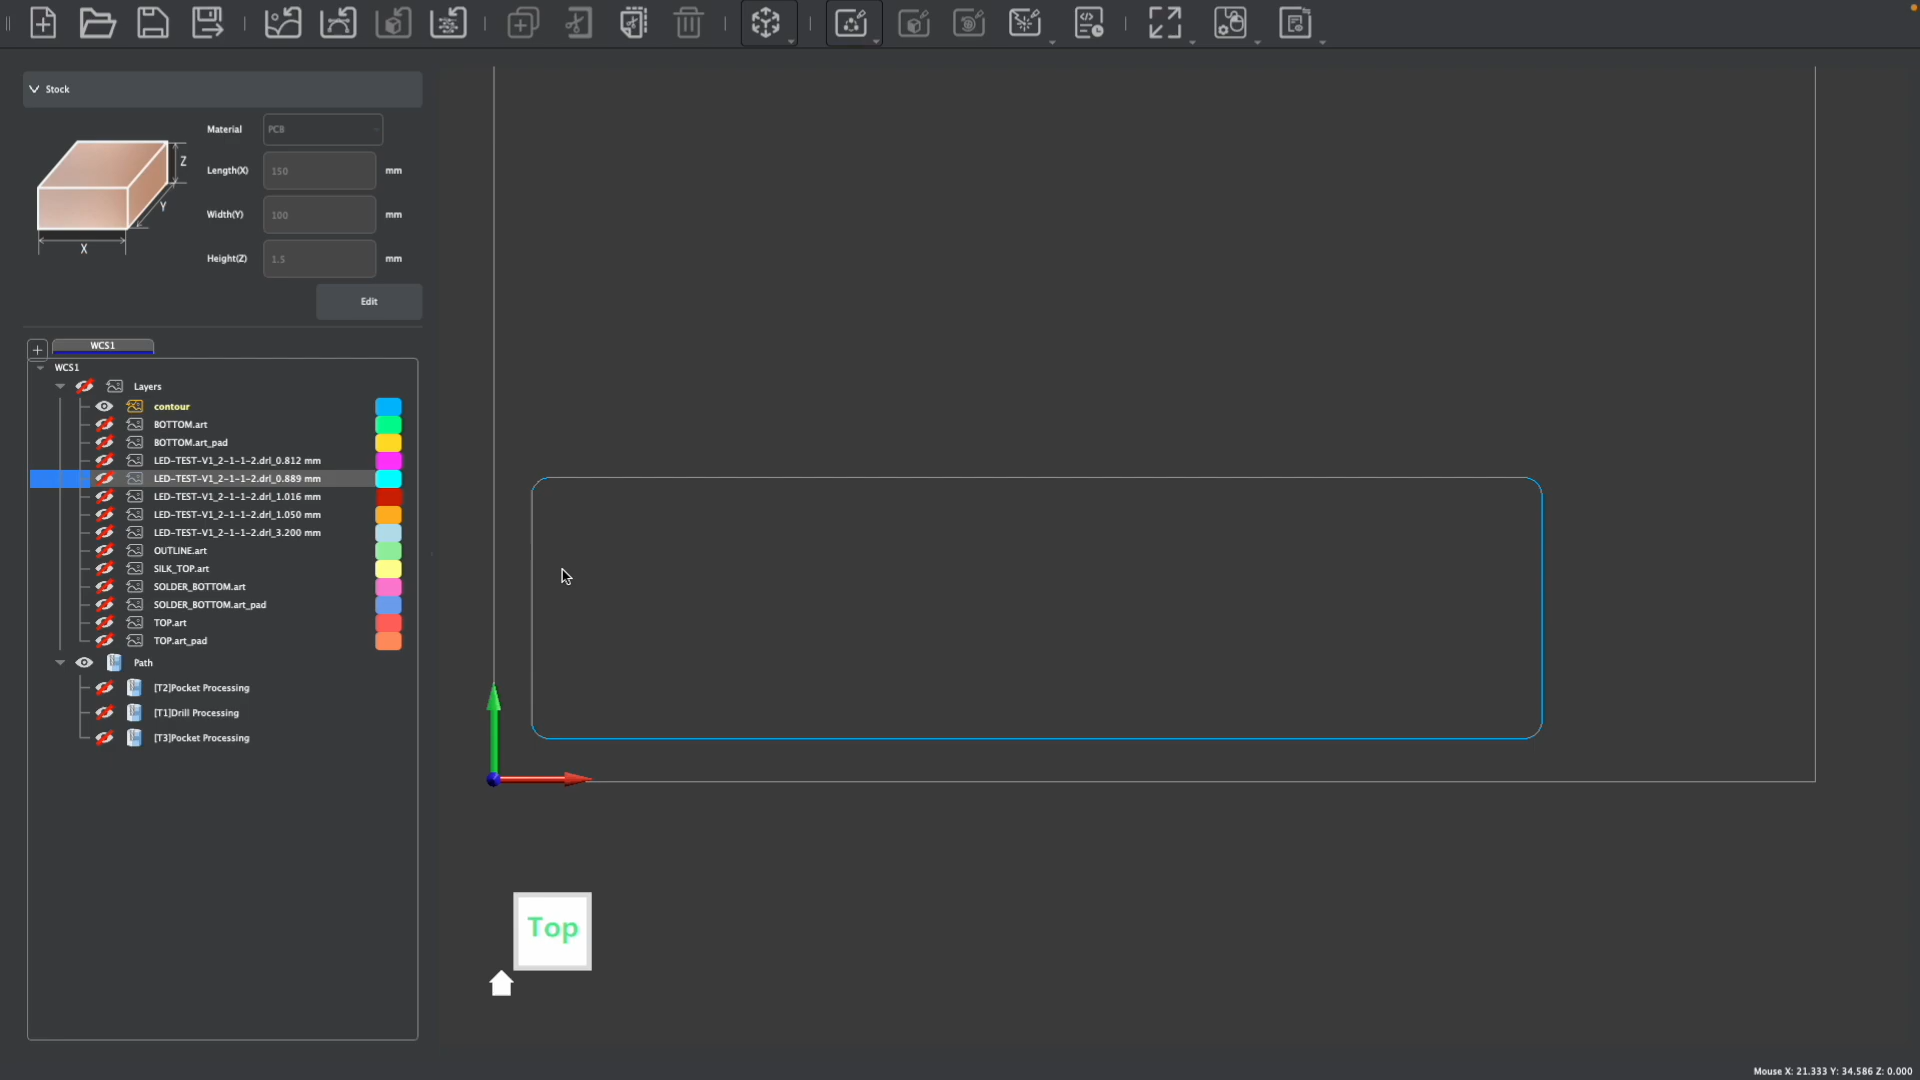 Stock
Material PCB
Length(X) 150 mm
Width(Y) 100 mm
Height(Z) 1.5 mm
Z
Y
X
Edit
+ WCS1
WCS1
Layers
contour
BOTTOM.art
BOTTOM.art_pad
LED-TEST-V1_2-1-1-2.drl_0.812 mm
LED-TEST-V1_2-1-1-2.drl_0.889 mm
LED-TEST-V1_2-1-1-2.drl_1.016 mm
LED-TEST-V1_2-1-1-2.drl_1.050 mm
LED-TEST-V1_2-1-1-2.drl_3.200 mm
OUTLINE.art
SILK_TOP.art
SOLDER_BOTTOM.art
SOLDER_BOTTOM.art_pad
TOP.art
TOP.art_pad
Path
[T2]Pocket Processing
[T1]Drill Processing
[T3]Pocket Processing
Top
Mouse X: 21.333 Y: 34.586 Z: 0.000